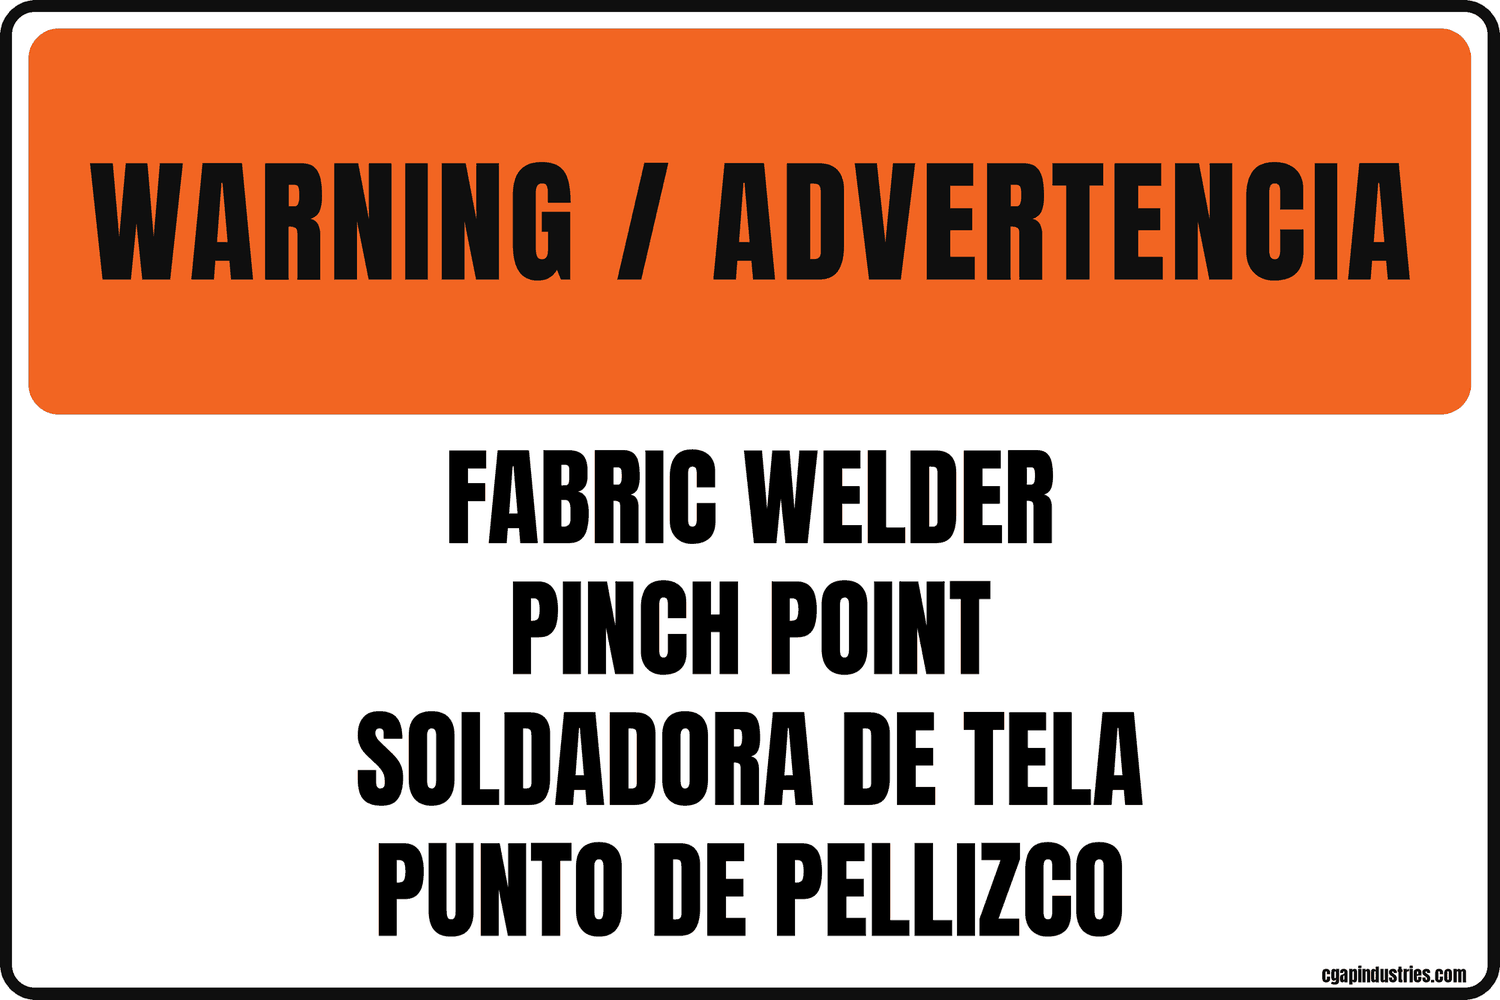 WARNING / ADVERTENCIA
FABRIC WELDER
PINCH POINT
SOLDADORA DE TELA
PUNTO DE PELLIZCO
cgapindustries.com